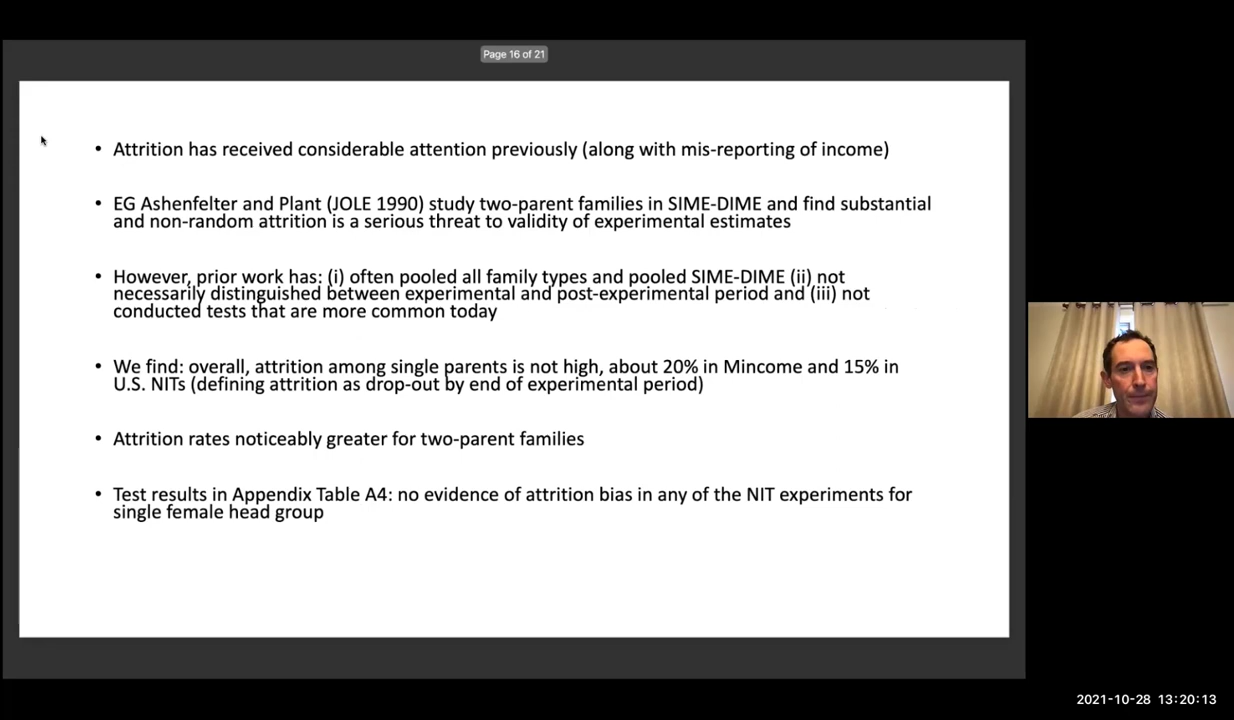 Page 16 of 21
• Attrition has received considerable attention previously (along with mis-reporting of income)
• EG Ashenfelter and Plant (JOLE 1990) study two-parent families in SIME-DIME and find substantial
and non-random attrition is a serious threat to validity of experimental estimates
• However, prior work has: (i) often pooled all family types and pooled SIME-DIME (ii) not
necessarily distinguished between experimental and post-experimental period and (iii) not
conducted tests that are more common today
• We find: overall, attrition among single parents is not high, about 20% in Mincome and 15% in
U.S. NITs (defining attrition as drop-out by end of experimental period)
• Attrition rates noticeably greater for two-parent families
• Test results in Appendix Table A4: no evidence of attrition bias in any of the NIT experiments for
single female head group
2021-10-28 13:20:13